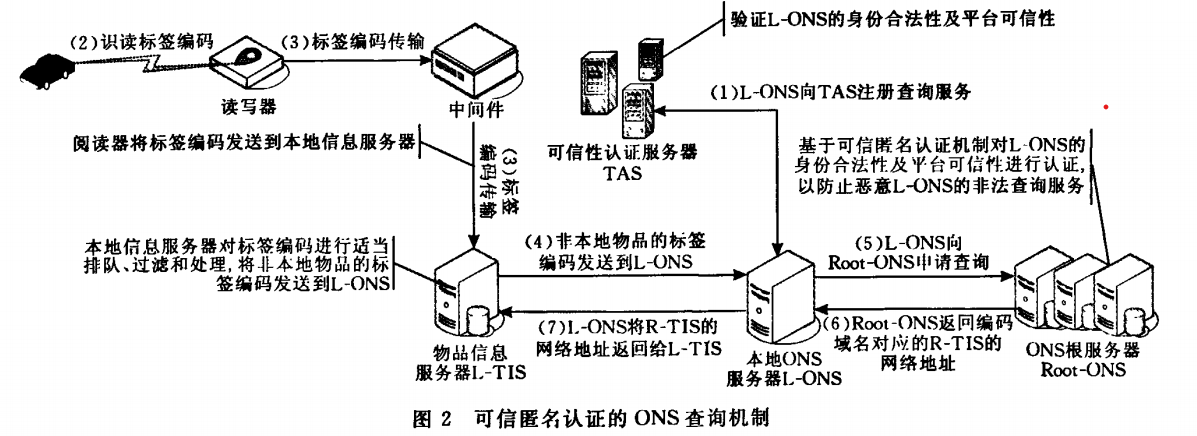 验证L-ONS的身份合法性及平台可信性
(2)识读标签编码
(3)标签编码传输
读写器
中间件
(1)L-ONS向TAS注册查询服务
阅读器将标签编码发送到本地信息服务器
(3)标签
编码传输
可信性认证服务器
TAS
基于可信匿名认证机制对L-ONS的
身份合法性及平台可信性进行认证,
以防止恶意L-ONS的非法查询服务
本地信息服务器对标签编码进行适当
排队、过滤和处理,将非本地物品的标
签编码发送到L-ONS
(4)非本地物品的标签
编码发送到L-ONS
(5)L-ONS向
Root-ONS申请查询
(7)L-ONS将R-TIS的
网络地址返回给L-TIS
(6)Root-ONS返回编码
域名对应的R-TIS的
网络地址
物品信息
服务器L-TIS
本地ONS
服务器L-ONS
ONS根服务器
Root-ONS
图 2 可信匿名认证的 ONS 查询机制